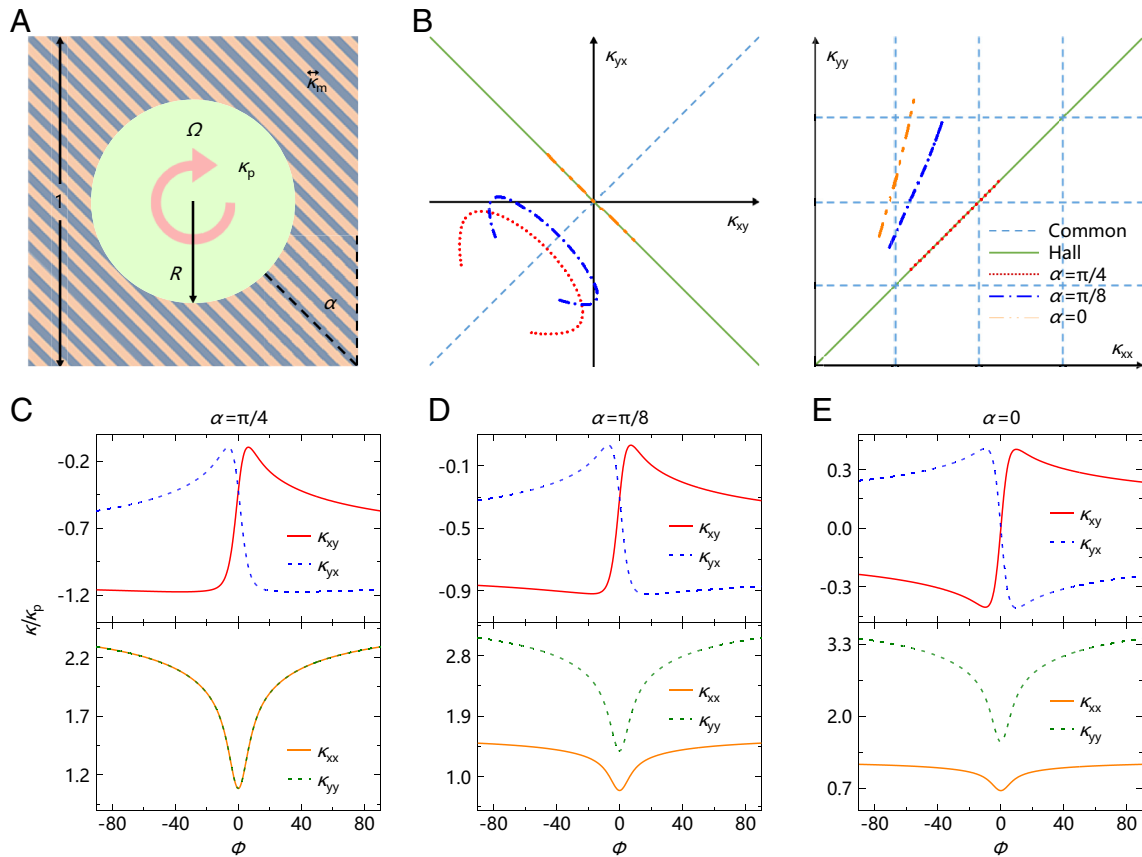 A
B
κm
Ω
κp
1
R
α
κyx
κxy
κyy
κxx
Common
Hall
α=π/4
α=π/8
α=0
C
α=π/4
D
α=π/8
E
α=0
κ/κp
-0.2
-0.7
-1.2
κxy
κyx
2.2
1.7
1.2
κxx
κyy
-80 -40 0 40 80
Φ
-0.1
-0.5
-0.9
κxy
κyx
2.8
1.9
1.0
κxx
κyy
-80 -40 0 40 80
Φ
0.3
0.0
-0.3
κxy
κyx
3.3
2.0
0.7
κxx
κyy
-80 -40 0 40 80
Φ